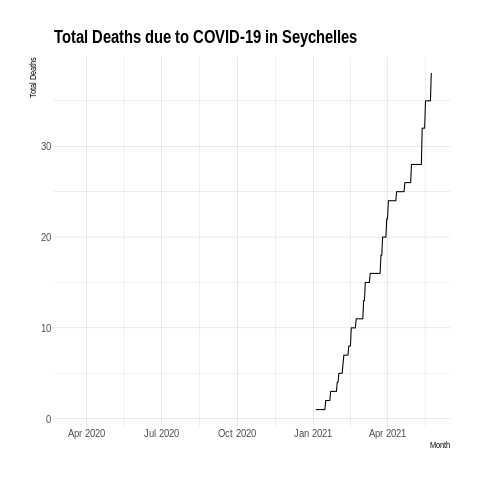 Total Deaths due to COVID-19 in Seychelles
Total Deaths
30
20
10
0
Apr 2020 Jul 2020 Oct 2020 Jan 2021 Apr 2021
Month